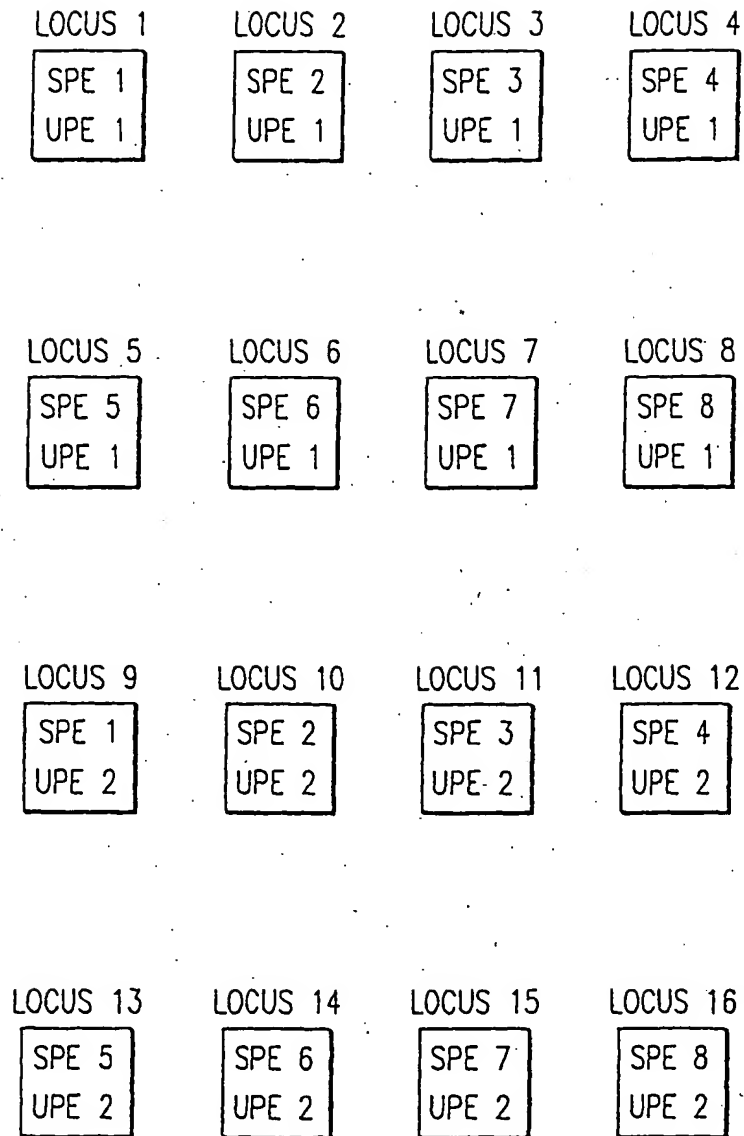 LOCUS 1 LOCUS 2 LOCUS 3 LOCUS 4
SPE 1 SPE 2 SPE 3 SPE 4
UPE 1 UPE 1 UPE 1 UPE 1
LOCUS 5 LOCUS 6 LOCUS 7 LOCUS 8
SPE 5 SPE 6 SPE 7 SPE 8
UPE 1 UPE 1 UPE 1 UPE 1
LOCUS 9 LOCUS 10 LOCUS 11 LOCUS 12
SPE 1 SPE 2 SPE 3 SPE 4
UPE 2 UPE 2 UPE 2 UPE 2
LOCUS 13 LOCUS 14 LOCUS 15 LOCUS 16
SPE 5 SPE 6 SPE 7 SPE 8
UPE 2 UPE 2 UPE 2 UPE 2